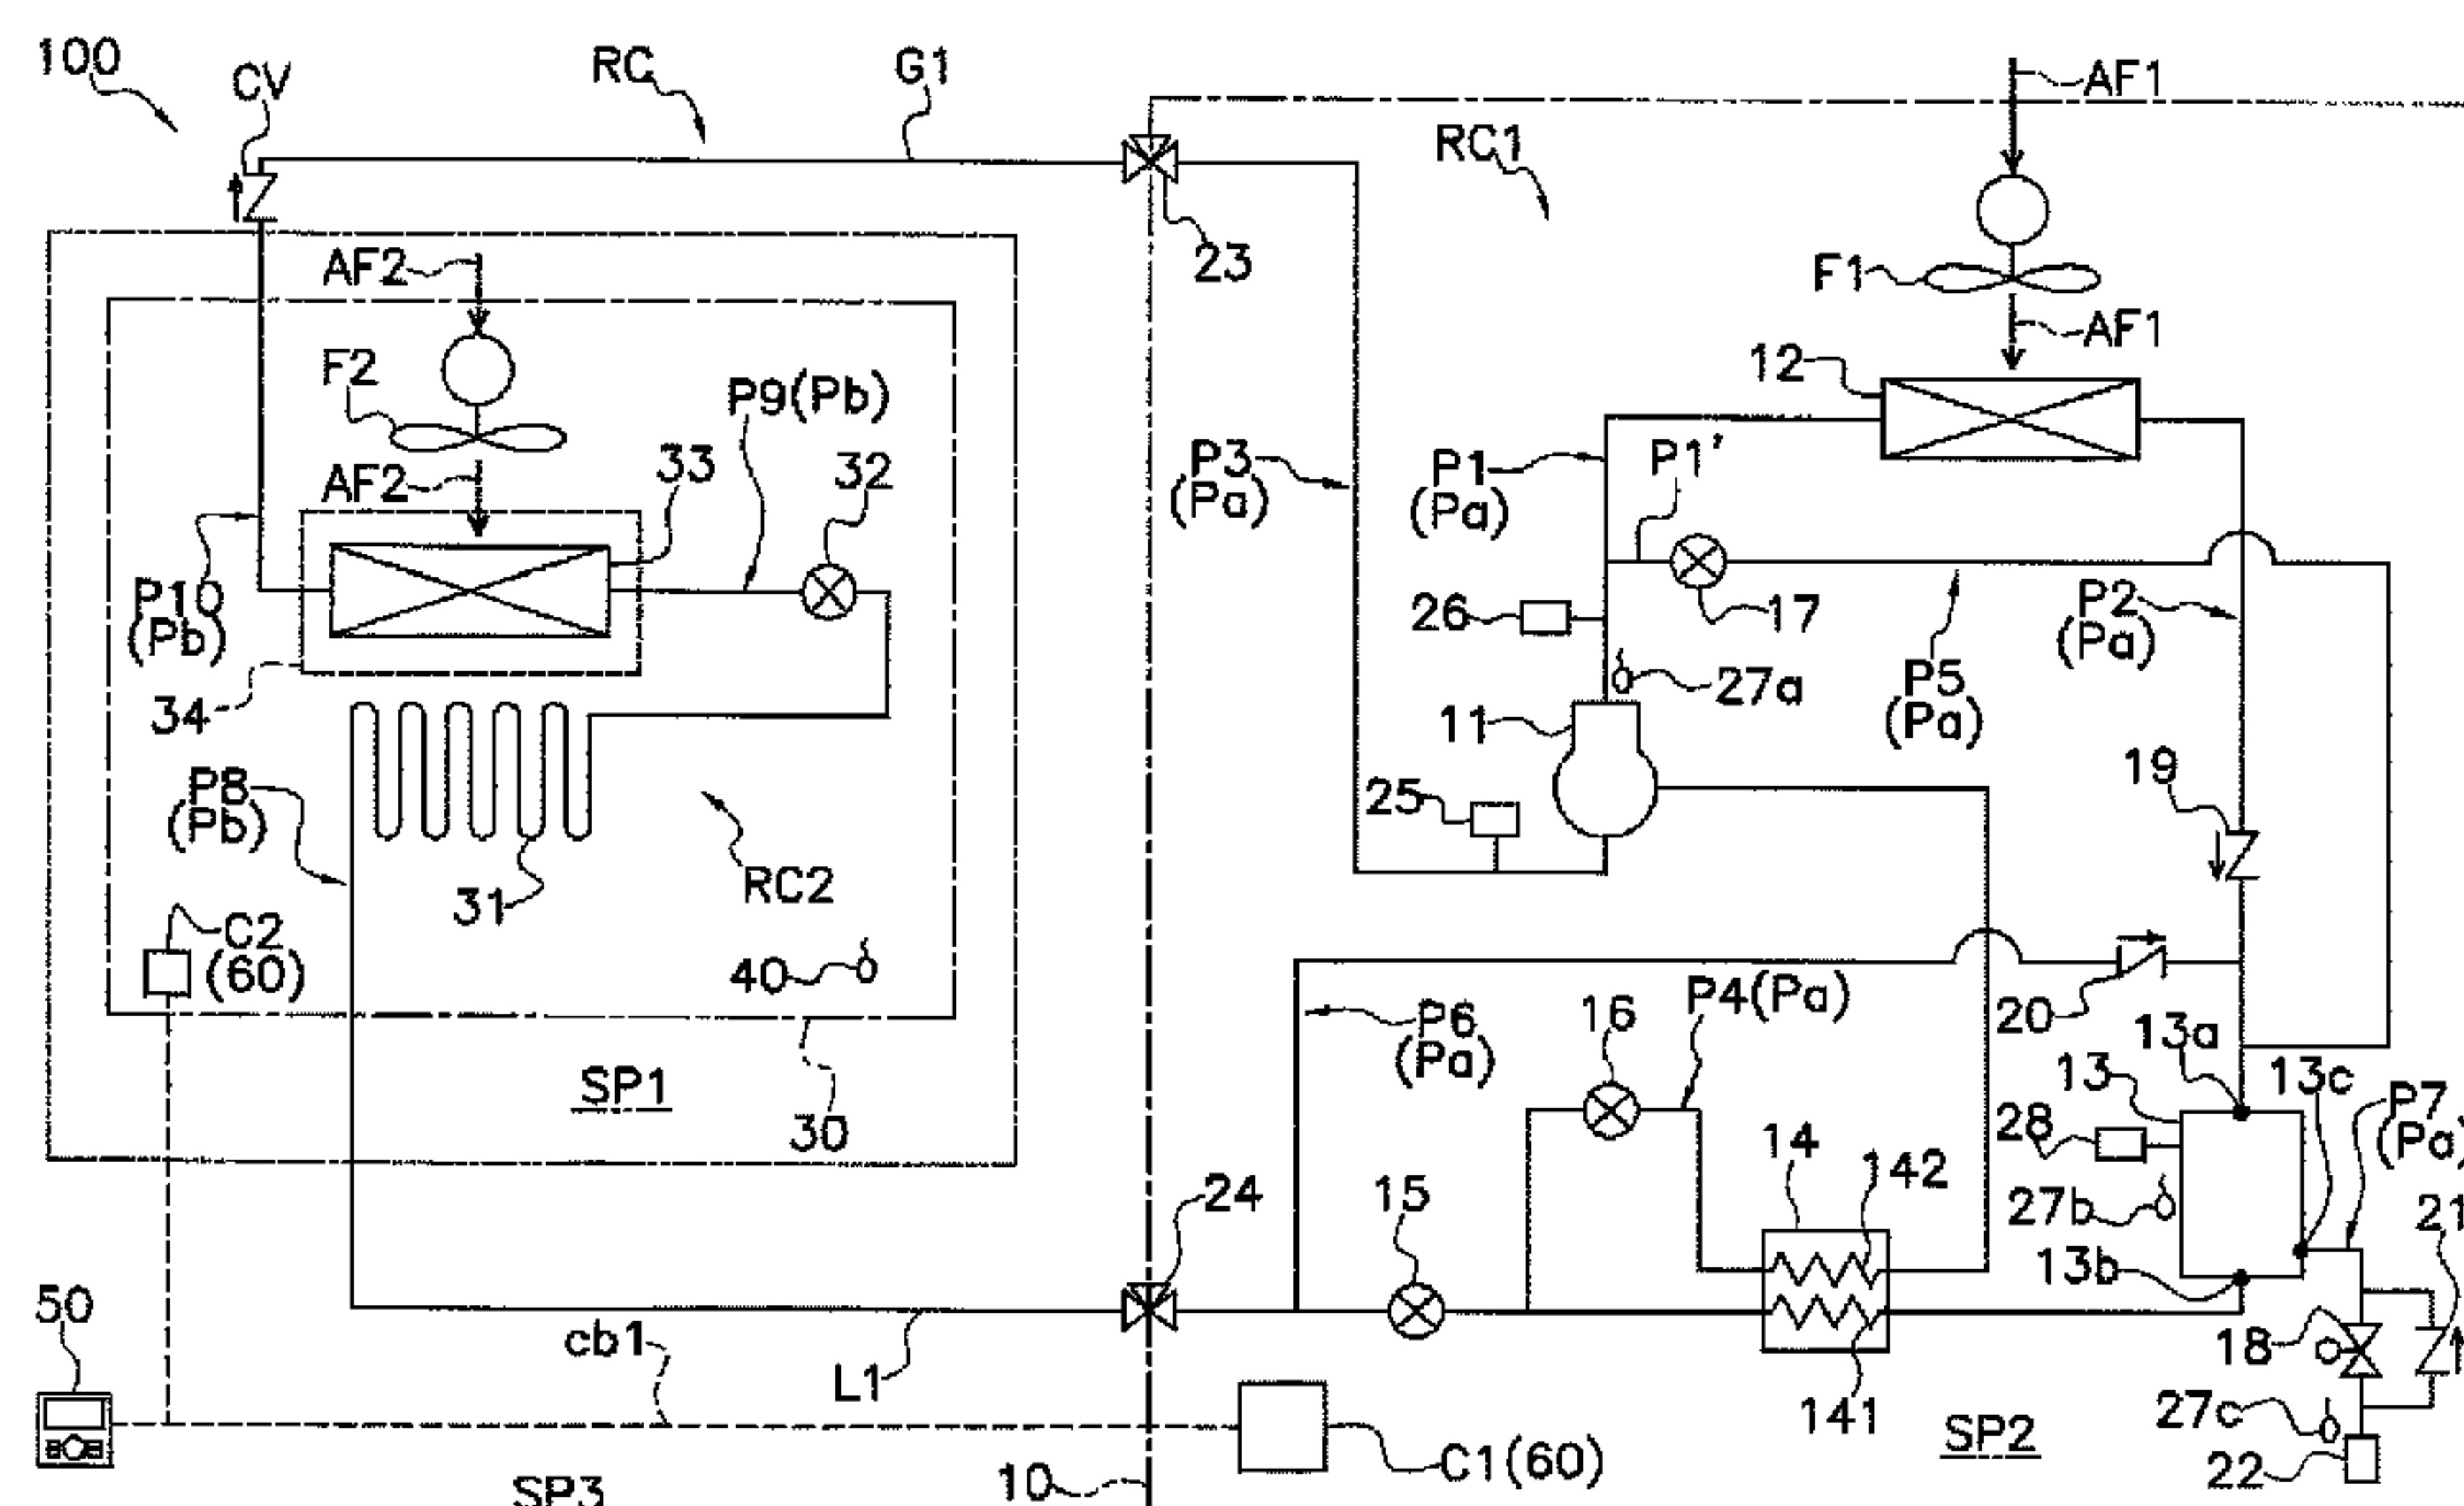 100
CV
RC
G1
AF1
RC1
23
F1
AF1
AF2
F2
AF2
P9(Pb)
33
32
12
P3
(Pa)
P1
(Pa)
P1'
P10
(Pb)
34
26
17
P2
(Pa)
P5
(Pa)
27a
11
P8
(Pb)
25
19
31
RC2
C2
(60)
40
20
P6
(Pa)
16
P4(Pa)
13a
13
13c
P7
(Pa)
28
SP1
30
14
142
27b
21
24
15
13b
50
cb1
L1
18
141
27c
SP2
C1(60)
10
22
SP3